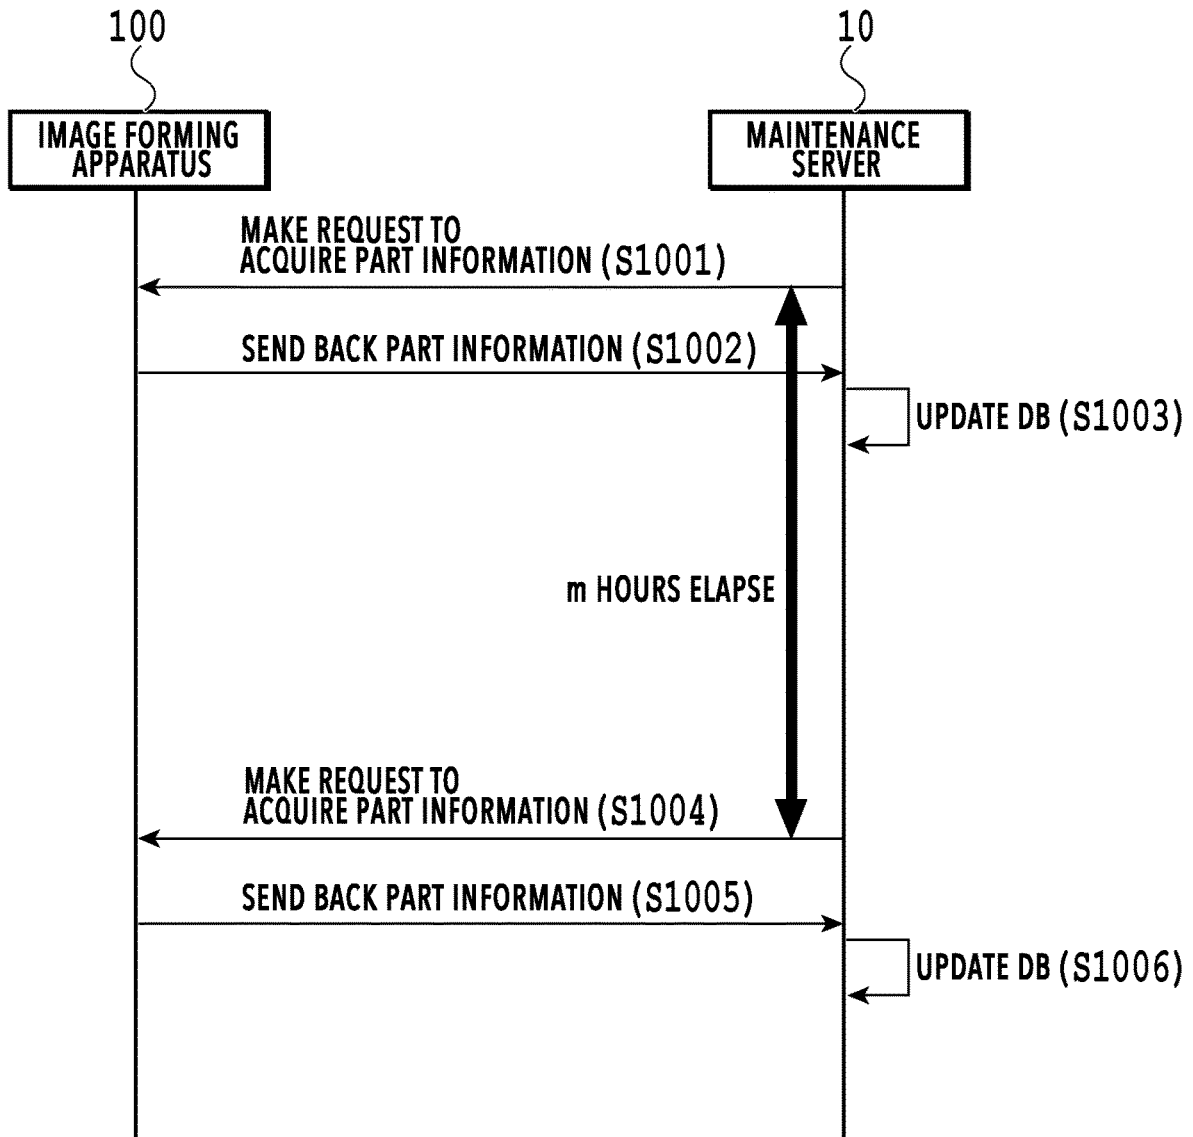 100
10
IMAGE FORMING
APPARATUS
MAINTENANCE
SERVER
MAKE REQUEST TO
ACQUIRE PART INFORMATION (S1001)
SEND BACK PART INFORMATION (S1002)
UPDATE DB (S1003)
m HOURS ELAPSE
MAKE REQUEST TO
ACQUIRE PART INFORMATION (S1004)
SEND BACK PART INFORMATION (S1005)
UPDATE DB (S1006)